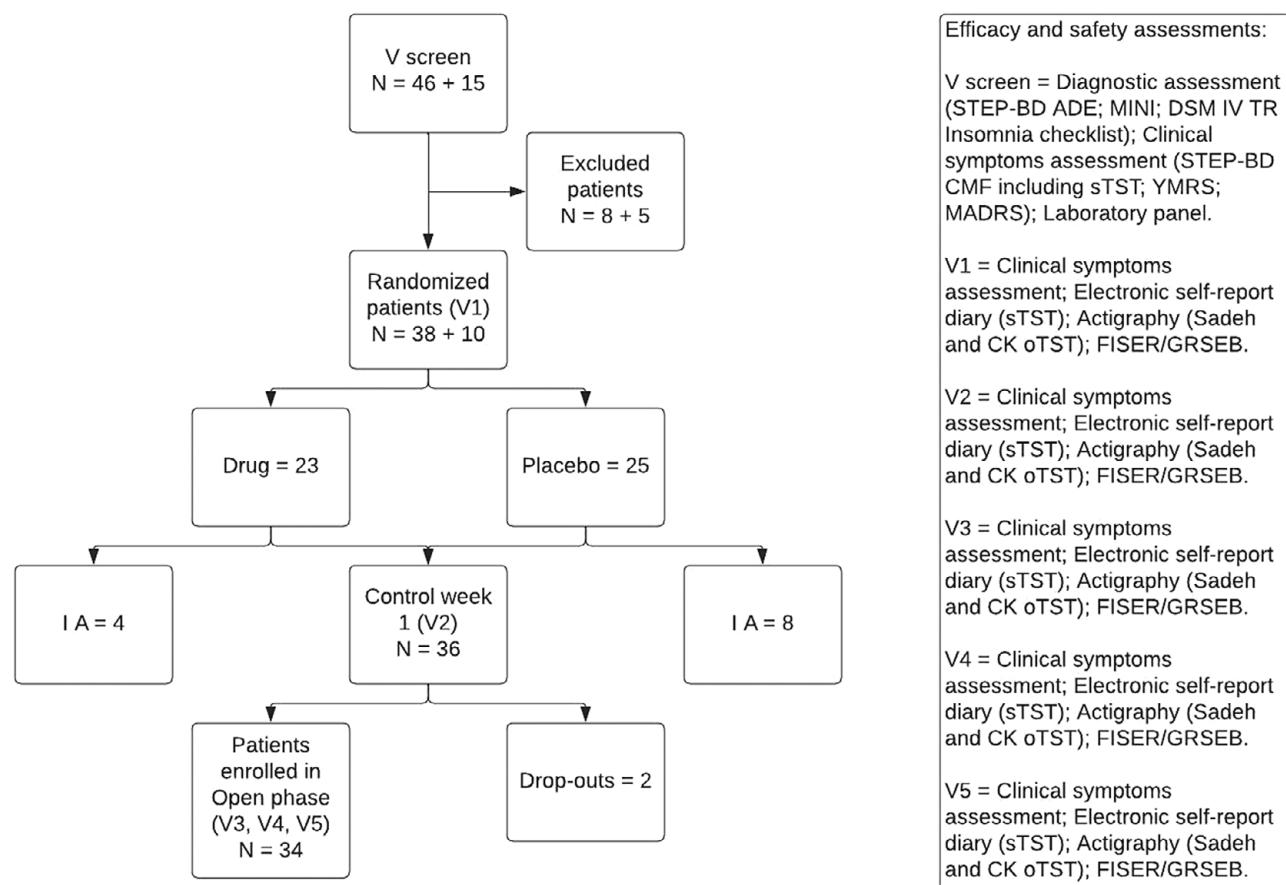 V screen
N = 46 + 15
Excluded
patients
N = 8 + 5
Randomized
patients (V1)
N = 38 + 10
Drug = 23
Placebo = 25
I A = 4
Control week
1 (V2)
N = 36
I A = 8
Patients
enrolled in
Open phase
(V3, V4, V5)
N = 34
Drop-outs = 2
Efficacy and safety assessments:
V screen = Diagnostic assessment
(STEP-BD ADE; MINI; DSM IV TR
Insomnia checklist); Clinical
symptoms assessment (STEP-BD
CMF including sTST; YMRS;
MADRS); Laboratory panel.
V1 = Clinical symptoms
assessment; Electronic self-report
diary (sTST); Actigraphy (Sadeh
and CK oTST); FISER/GRSEB.
V2 = Clinical symptoms
assessment; Electronic self-report
diary (sTST); Actigraphy (Sadeh
and CK oTST); FISER/GRSEB.
V3 = Clinical symptoms
assessment; Electronic self-report
diary (sTST); Actigraphy (Sadeh
and CK oTST); FISER/GRSEB.
V4 = Clinical symptoms
assessment; Electronic self-report
diary (sTST); Actigraphy (Sadeh
and CK oTST); FISER/GRSEB.
V5 = Clinical symptoms
assessment; Electronic self-report
diary (sTST); Actigraphy (Sadeh
and CK oTST); FISER/GRSEB.